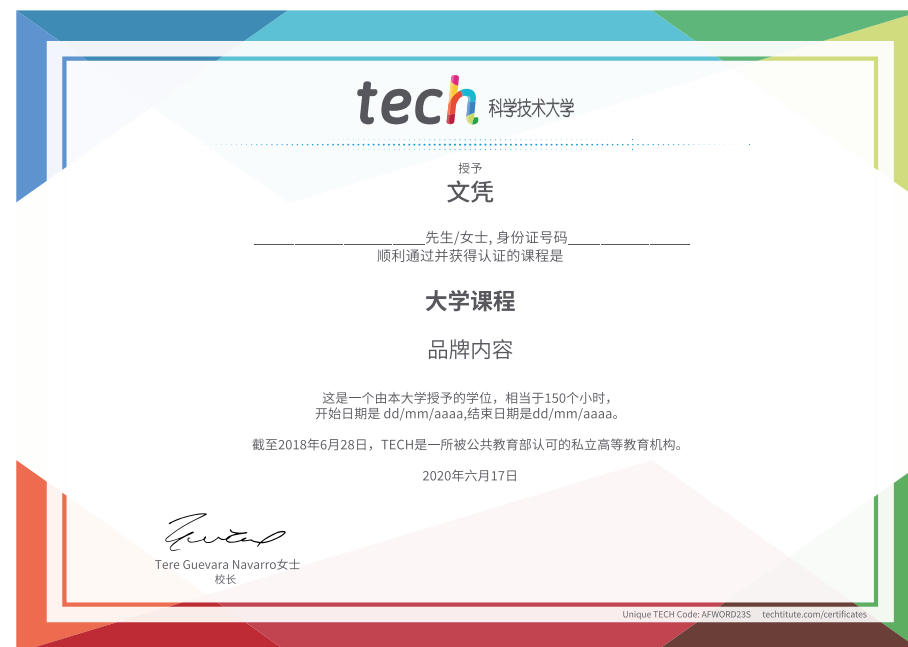 tech 科学技术大学
授予
文凭
____________________先生/女士, 身份证号码______________
顺利通过并获得认证的课程是
大学课程
品牌内容
这是一个由本大学授予的学位，相当于150个小时，
开始日期是 dd/mm/aaaa,结束日期是dd/mm/aaaa。
截至2018年6月28日，TECH是一所被公共教育部认可的私立高等教育机构。
2020年六月17日
Tere Guevara Navarro女士
校长
Unique TECH Code: AFWORD23S techtitute.com/certificates